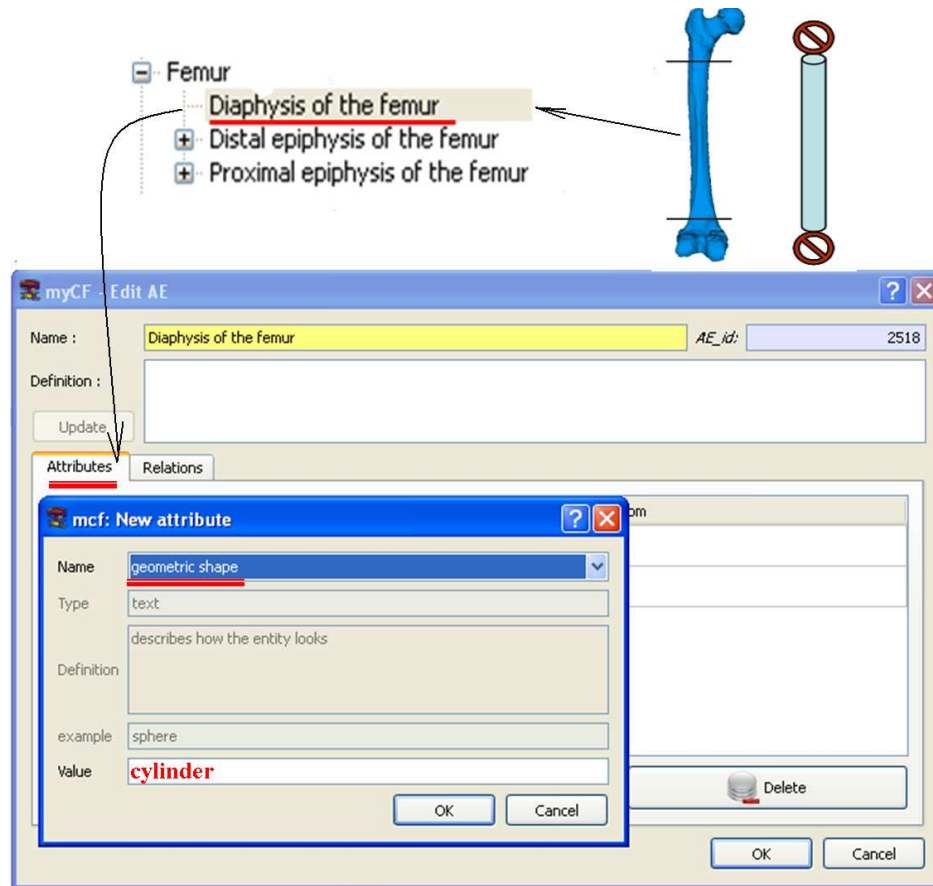 Femur
Diaphysis of the femur
Distal epiphysis of the femur
Proximal epiphysis of the femur
myCF - Edit AE
Name : Diaphysis of the femur AE_id: 2518
Definition :
Update
Attributes Relations
om
mcf: New attribute
Name geometric shape
Type text
describes how the entity looks
Definition
example sphere
Value cylinder
OK Cancel
Delete
OK Cancel